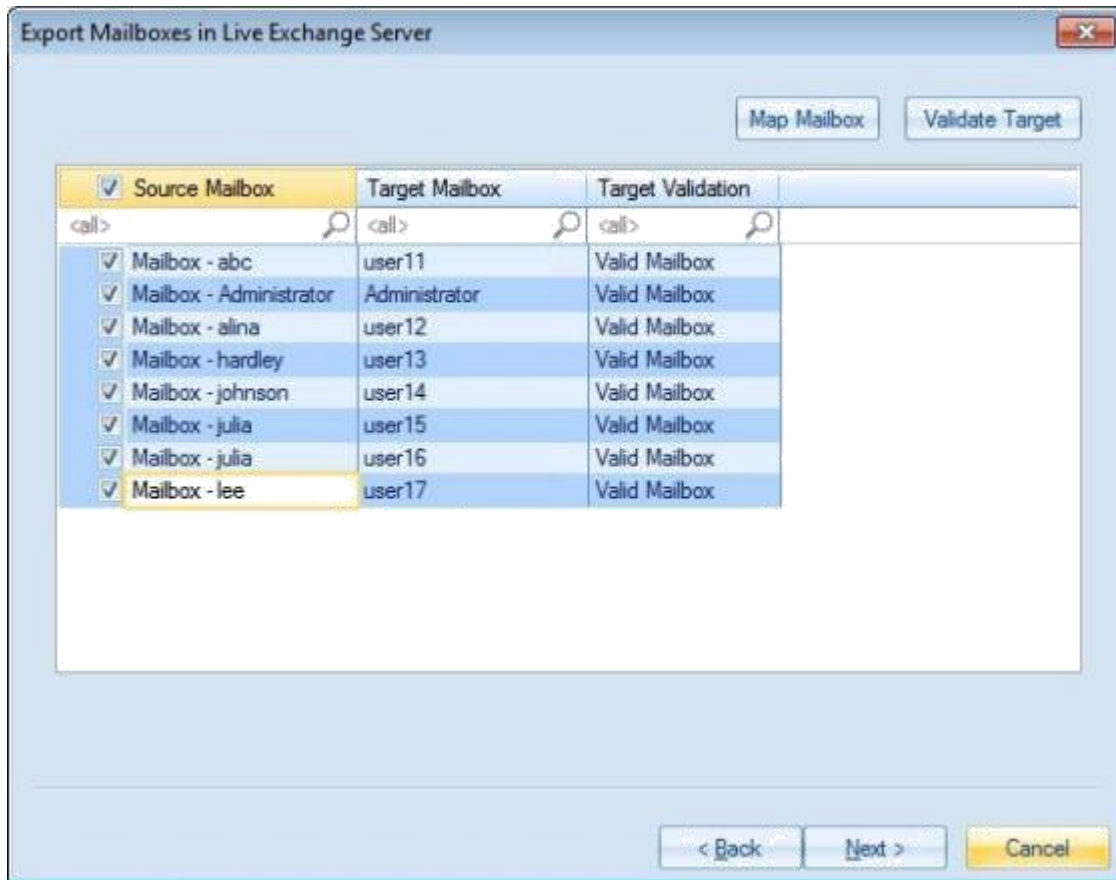 Export Mailboxes in Live Exchange Server
Map Mailbox Validate Target
Source Mailbox Target Mailbox Target Validation
<all> <all> <all>
Mailbox - abc user11 Valid Mailbox
Mailbox - Administrator Administrator Valid Mailbox
Mailbox - alina user12 Valid Mailbox
Mailbox - hardley user13 Valid Mailbox
Mailbox - johnson user14 Valid Mailbox
Mailbox - julia user15 Valid Mailbox
Mailbox - julia user16 Valid Mailbox
Mailbox - lee user17 Valid Mailbox
< Back Next > Cancel